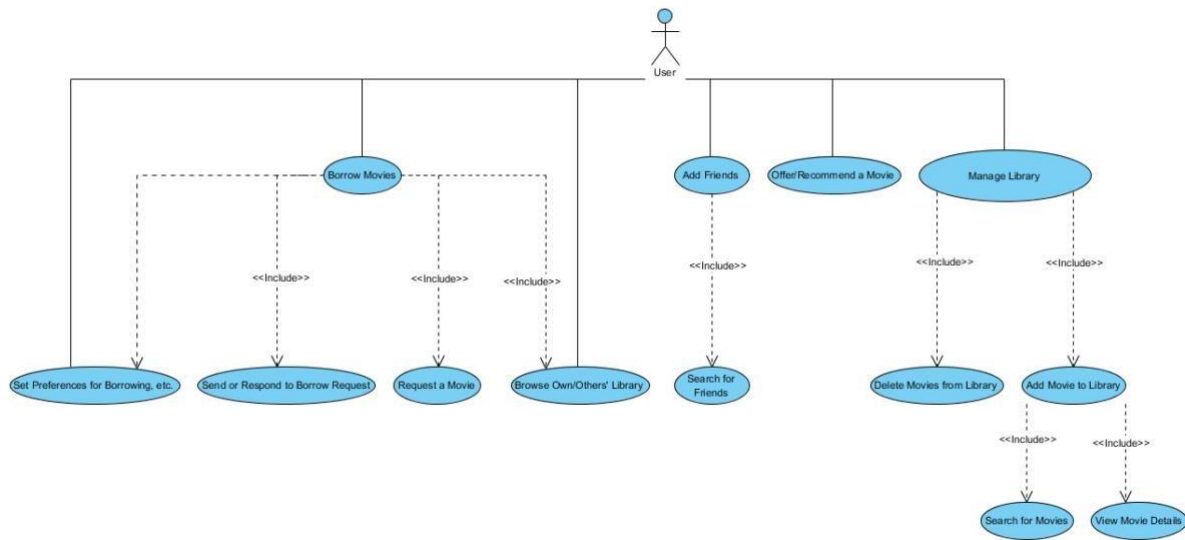 User
Borrow Movies
Add Friends
Offer/Recommend a Movie
Manage Library
<<Include>>
<<Include>>
<<Include>>
<<Include>>
<<Include>>
<<Include>>
Set Preferences for Borrowing, etc.
Send or Respond to Borrow Request
Request a Movie
Browse Own/Others' Library
Search for
Friends
Delete Movies from Library
Add Movie to Library
<<Include>>
<<Include>>
Search for Movies
View Movie Details